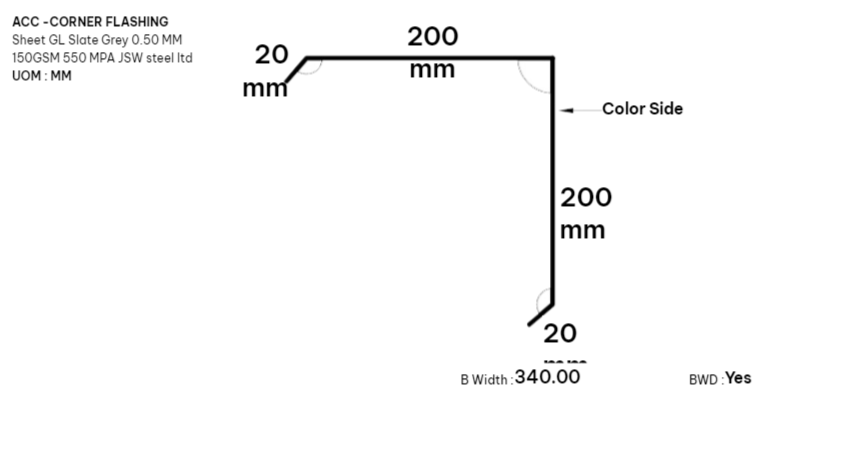 ACC -CORNER FLASHING
Sheet GL Slate Grey 0.50 MM
150GSM 550 MPA JSW steel ltd
UOM : MM
20
mm
200
mm
Color Side
200
mm
20
B Width : 340.00
BWD : Yes